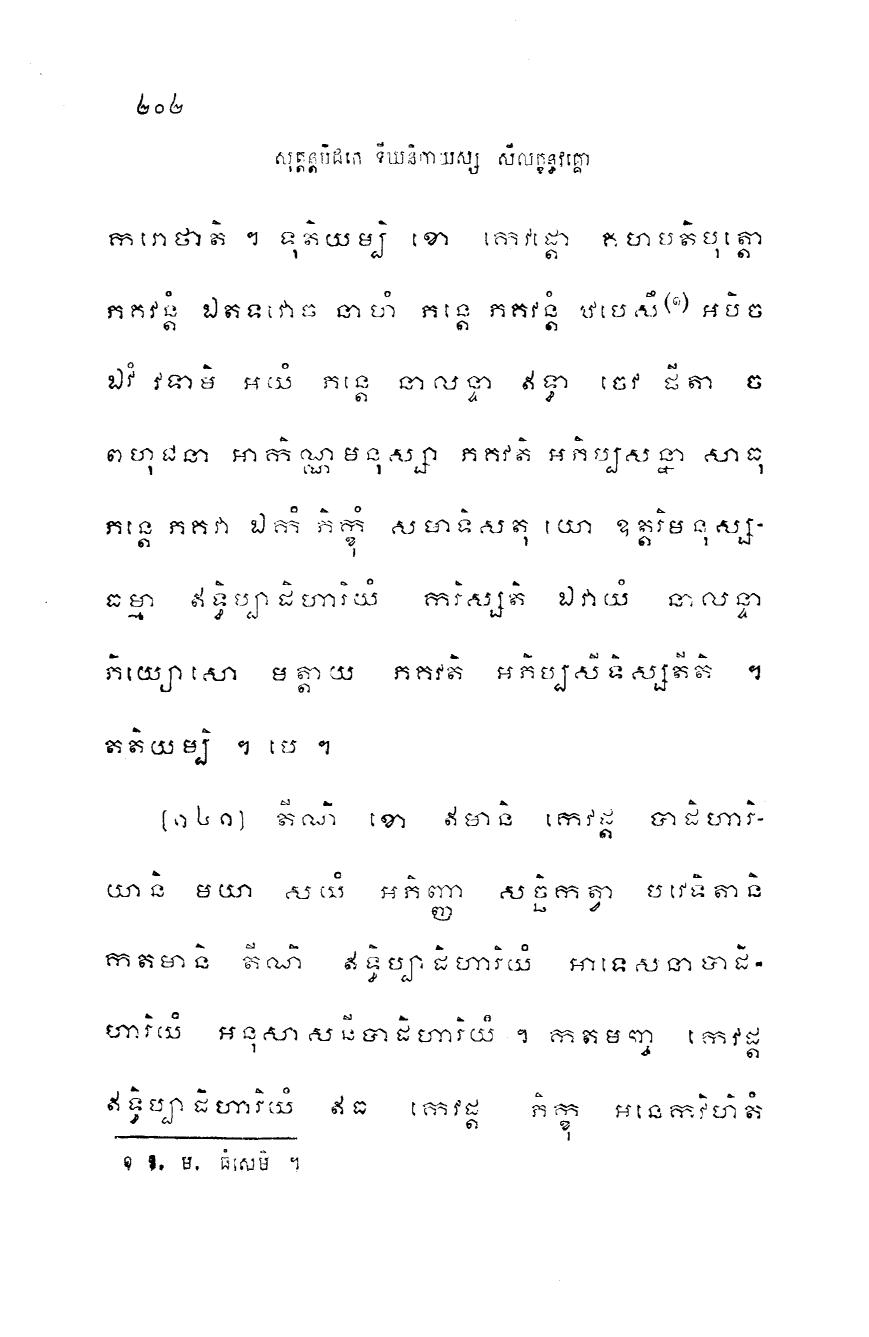 ២០២
សុត្តន្តបិដកេ ទីឃនិកាយស្ស សីលក្ខន្ធវគ្គោ
ករោថាតិ ។ ទុតិយម្បិ ខោ កេវដ្ដោ គហបតិបុត្តោ
ភគវន្តំ ឯតទវោច នាហំ ភន្តេ ភគវន្តំ ឋបេសឹ(១) អបិច
ឯវំ វទាមិ អយំ ភន្តេ នាលន្ទា ឥទ្ធា ចេវ ផីតា ច
ពហុជនា អាកិណ្ណមនុស្សា ភគវតិ អភិប្បសន្នា សាធុ
ភន្តេ ភគវា ឯកំ ភិក្ខុំ សមាទិសតុ យោ ឧត្តរិមនុស្ស-
ធម្មា ឥទ្ធិប្បាដិហារិយំ ករិស្សតិ ឯវាយំ នាលន្ទា
ភិយ្យោសោ មត្តាយ ភគវតិ អភិប្បសីទិស្សតីតិ ។
តតិយម្បិ ។ បេ ។
[១៤១] តីណិ ខោ ឥមានិ កេវដ្ដ បាដិហារិ-
យានិ មយា សយំ អភិញ្ញា សច្ឆិកត្វា បវេទិតានិ
កតមានិ តីណិ ឥទ្ធិប្បាដិហារិយំ អាទេសនាបាដិ-
ហារិយំ អនុសាសនីបាដិហារិយំ ។ កតមញ្ច កេវដ្ដ
ឥទ្ធិប្បាដិហារិយំ ឥធ កេវដ្ដ ភិក្ខុ អនេកវិហិតំ
១ ឱ. ម. ធំសេមិ ។